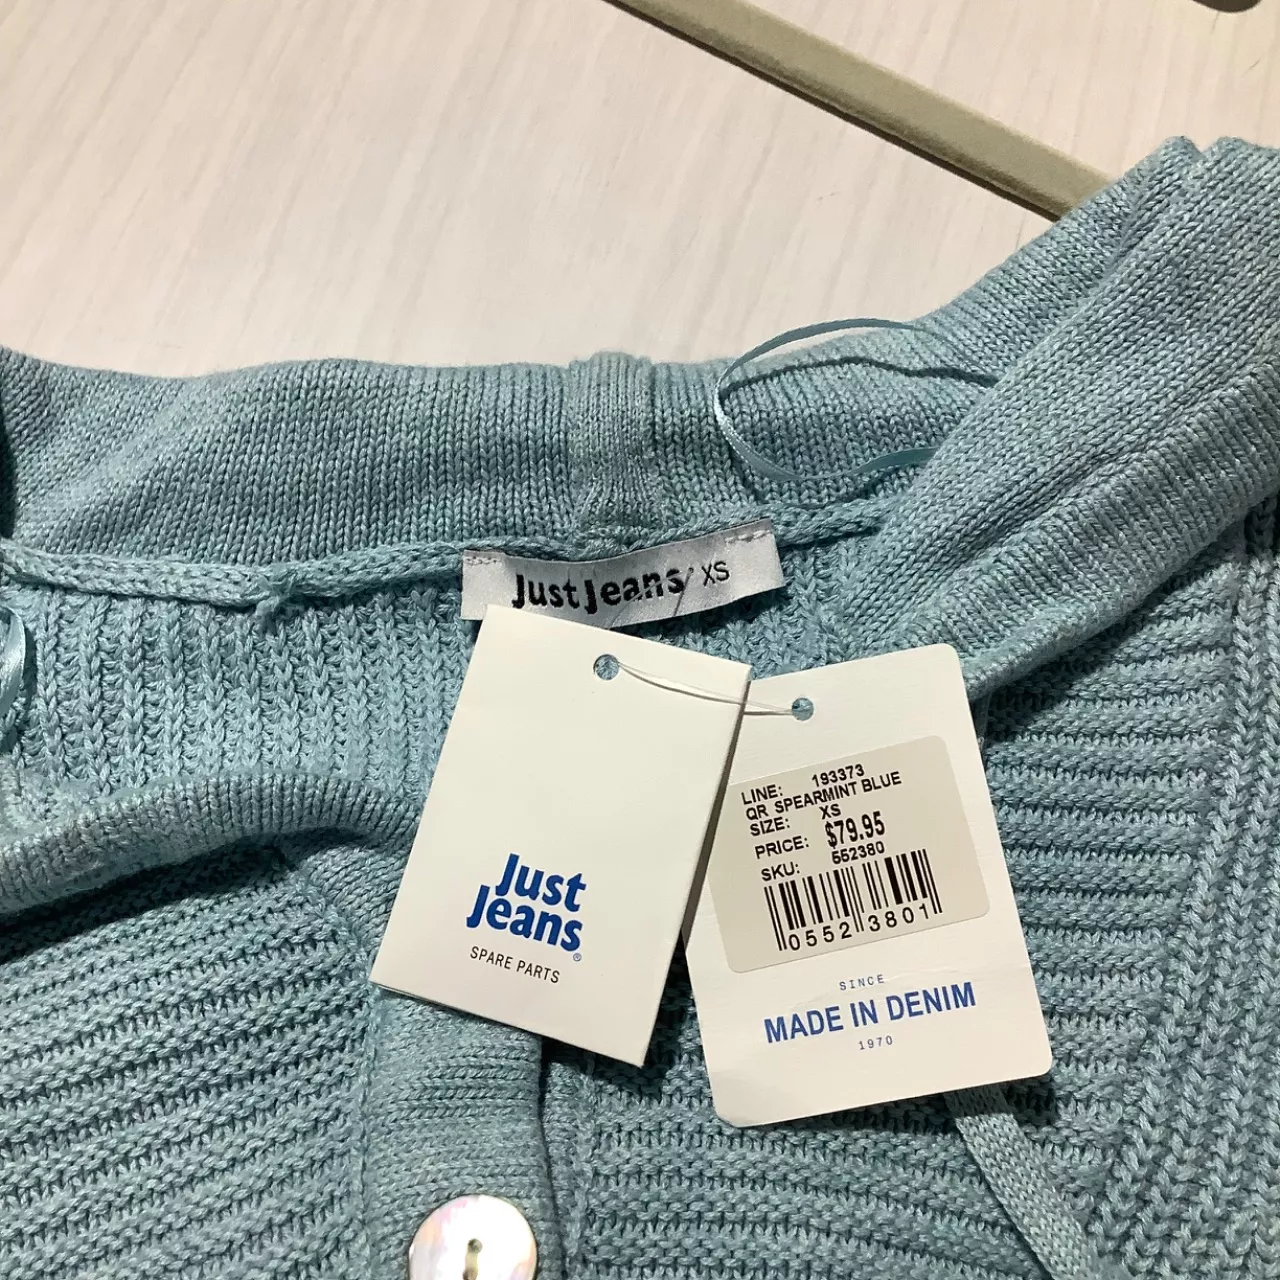 Just Jeans XS
Just
Jeans®
SPARE PARTS
LINE: 193373
QR SPEARMINT BLUE
SIZE: XS
PRICE: $79.95
SKU: 552380
0552 3801
SINCE
MADE IN DENIM
1970